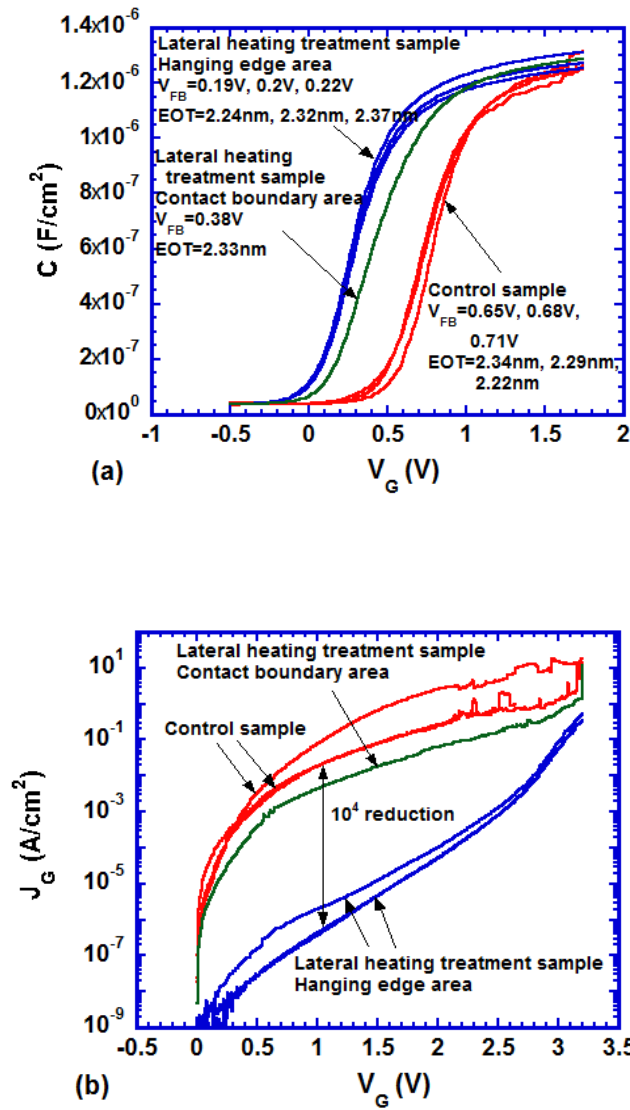 1.4x10⁻⁶
1.2x10⁻⁶
1x10⁻⁶
8x10⁻⁷
6x10⁻⁷
4x10⁻⁷
2x10⁻⁷
0x10⁰
C (F/cm²)
Lateral heating treatment sample
Hanging edge area
V_FB=0.19V, 0.2V, 0.22V
EOT=2.24nm, 2.32nm, 2.37nm
Lateral heating
treatment sample
Contact boundary area
V_FB=0.38V
EOT=2.33nm
Control sample
V_FB=0.65V, 0.68V,
0.71V
EOT=2.34nm, 2.29nm,
2.22nm
-1 -0.5 0 0.5 1 1.5 2
V_G (V)
(a)
10¹
10⁻¹
10⁻³
10⁻⁵
10⁻⁷
10⁻⁹
J_G (A/cm²)
Lateral heating treatment sample
Contact boundary area
Control sample
10⁴ reduction
Lateral heating treatment sample
Hanging edge area
-0.5 0 0.5 1 1.5 2 2.5 3 3.5
V_G (V)
(b)